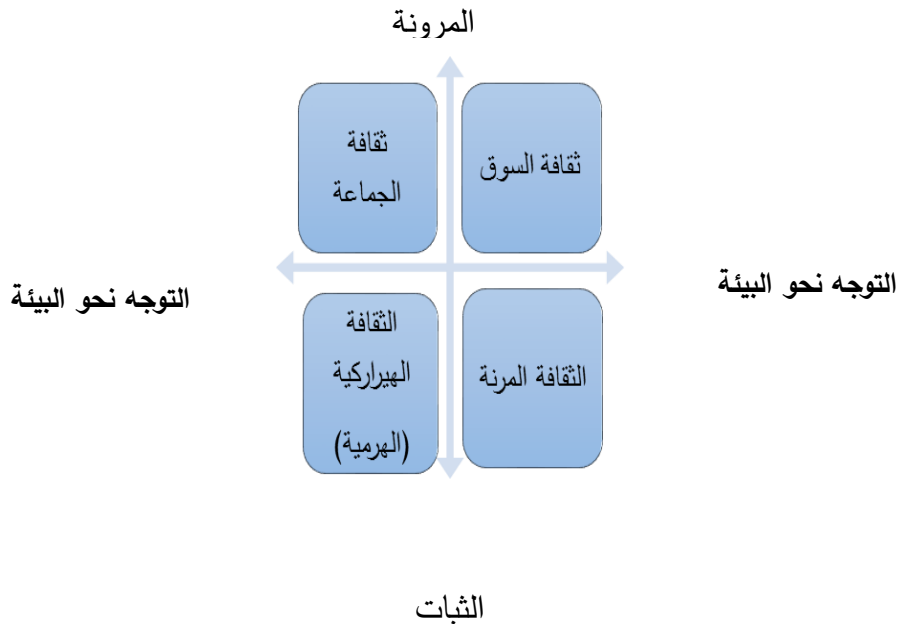 المرونة
ثقافة السوق
ثقافة
الجماعة
التوجه نحو البيئة
التوجه نحو البيئة
الثقافة المرنة
الثقافة
الهيراركية
(الهرمية)
الثبات